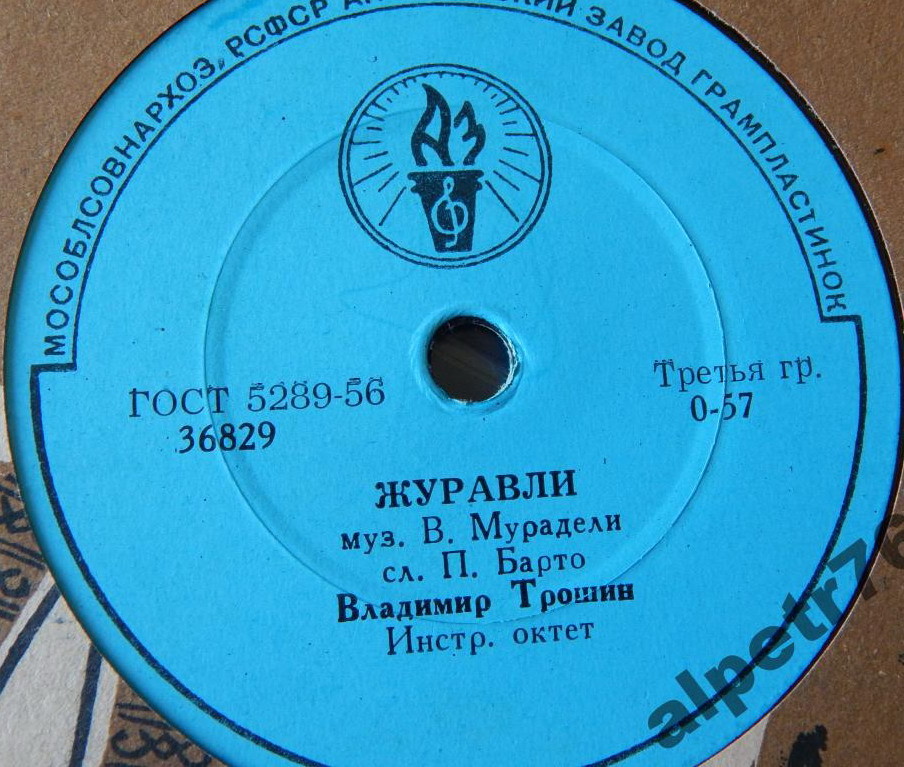 МОСОБЛСОВНАРХОЗ, РСФСР ЗАВОД ГРАМПЛАСТИНОК
АЗ
ГОСТ 5289-56
36829
Третья гр.
0-57
ЖУРАВЛИ
муз. В. Мурадели
сл. П. Барто
Владимир Трошин
Инстр. октет
alpetr76